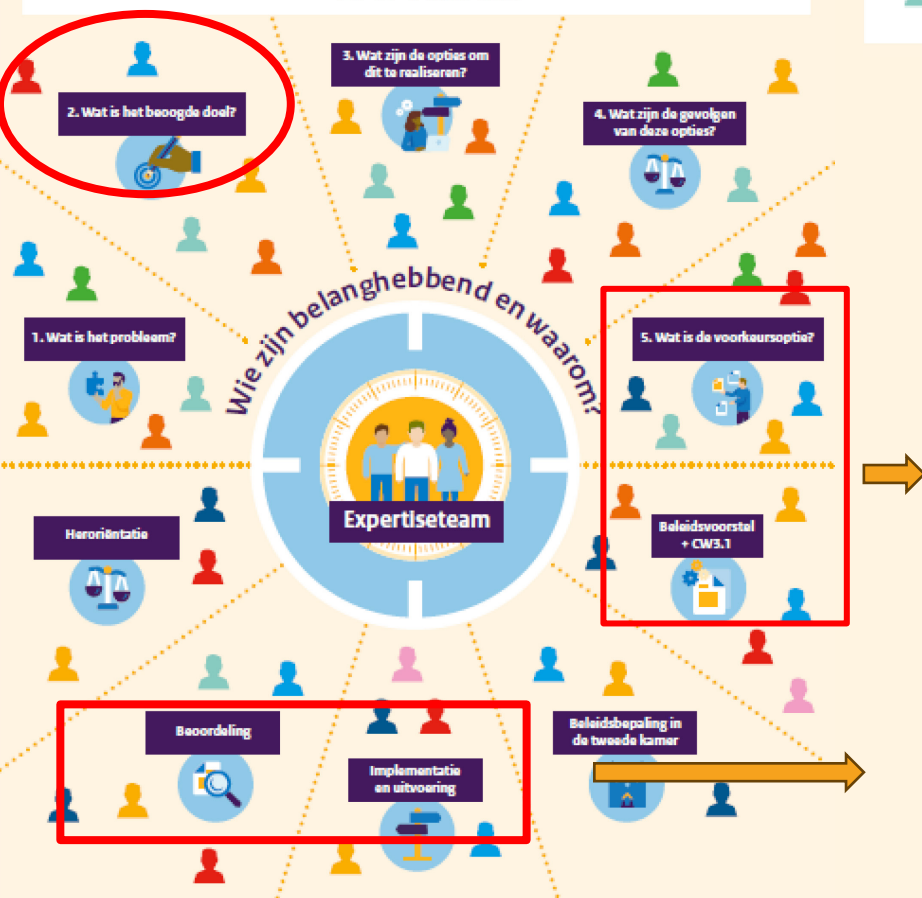 3. Wat zijn de opties om
dit te realiseren?
2. Wat is het beoogde doel?
4. Wat zijn de gevolgen
van deze opties?
Wie zijn belanghebbend en waarom?
1. Wat is het probleem?
5. Wat is de voorkeursoptie?
Expertiseteam
Heroriëntatie
Beleidsvoorstel
+ CW3.1
Beoordeling
Beleidsbepaling in
de tweede kamer
Implementatie
en uitvoering